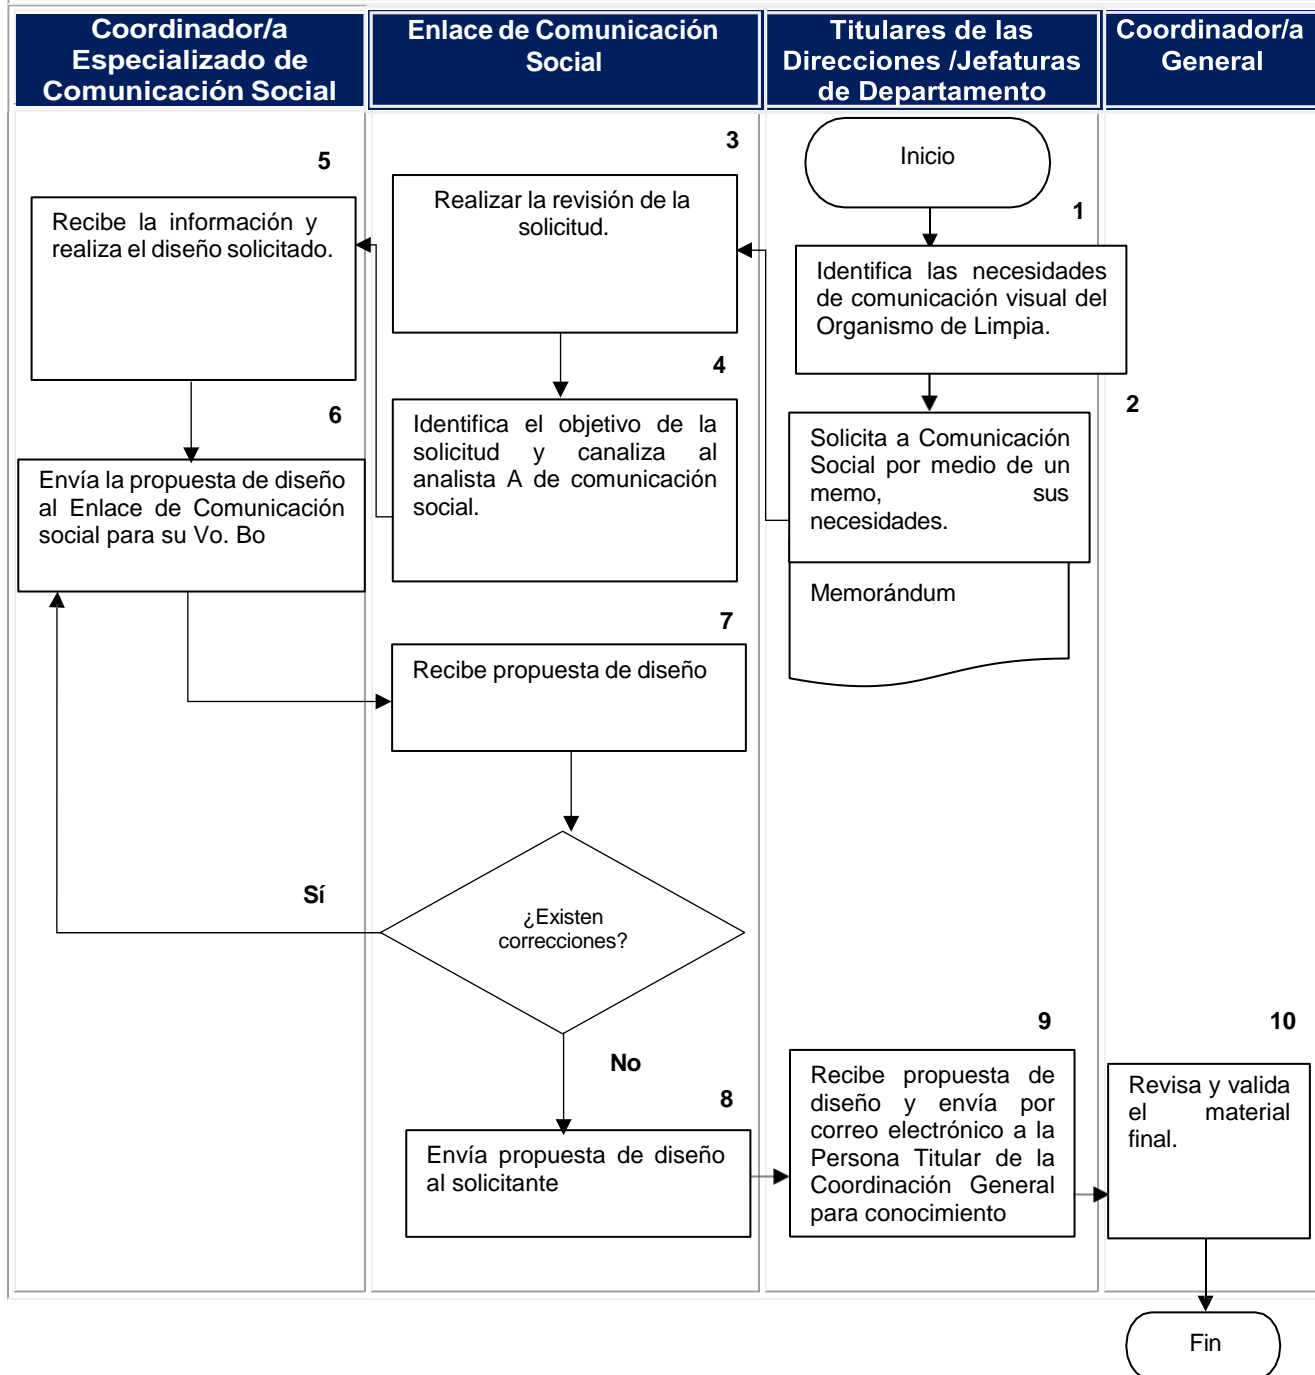 Coordinador/a
Especializado de
Comunicación Social
Enlace de Comunicación
Social
Titulares de las
Direcciones /Jefaturas
de Departamento
Coordinador/a
General
Inicio
1
Identifica las necesidades
de comunicación visual del
Organismo de Limpia.
2
Solicita a Comunicación
Social por medio de un
memo, sus
necesidades.
Memorándum
3
Realizar la revisión de la
solicitud.
4
Identifica el objetivo de la
solicitud y canaliza al
analista A de comunicación
social.
5
Recibe la información y
realiza el diseño solicitado.
6
Envía la propuesta de diseño
al Enlace de Comunicación
social para su Vo. Bo
7
Recibe propuesta de diseño
¿Existen
correcciones?
Sí
No
8
Envía propuesta de diseño
al solicitante
9
Recibe propuesta de
diseño y envía por
correo electrónico a la
Persona Titular de la
Coordinación General
para conocimiento
10
Revisa y valida
el material
final.
Fin